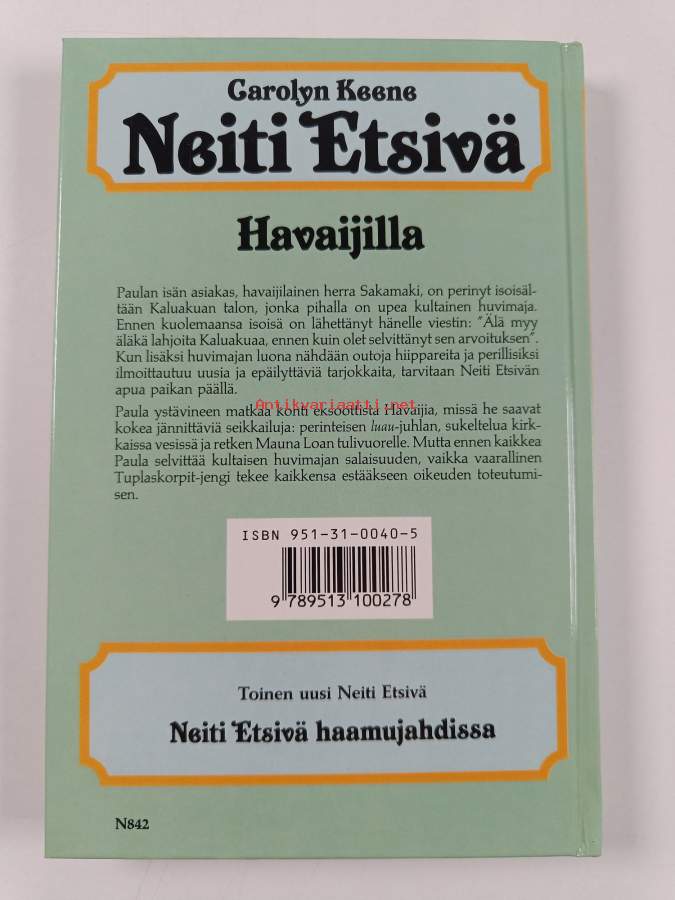 Carolyn Keene
Neiti Etsivä
Havaijilla
Paulan isän asiakas, havaijilainen herra Sakamaki, on perinyt isoisäl-
tään Kaluakuan talon, jonka pihalla on upea kultainen huvimaja.
Ennen kuolemaansa isoisä on lähettänyt hänelle viestin: "Älä myy
äläkä lahjoita Kaluakuaa, ennen kuin olet selvittänyt sen arvoituksen".
Kun lisäksi huvimajan luona nähdään outoja hiippareita ja perillisiksi
ilmoittautuu uusia ja epäilyttäviä tarjokkaita, tarvitaan Neiti Etsivän
apua paikan päällä.
Antikvariaatti.net
Paula ystävineen matkaa kohti eksoottista Havaijia, missä he saavat
kokea jännittäviä seikkailuja: perinteisen luau-juhlan, sukeltelua kirk-
kaissa vesissä ja retken Mauna Loan tulivuorelle. Mutta ennen kaikkea
Paula selvittää kultaisen huvimajan salaisuuden, vaikka vaarallinen
Tuplaskorpit-jengi tekee kaikkensa estääkseen oikeuden toteutumi-
sen.
ISBN 951-31-0040-5
9 789513 100278
Toinen uusi Neiti Etsivä
Neiti Etsivä haamujahdissa
N842